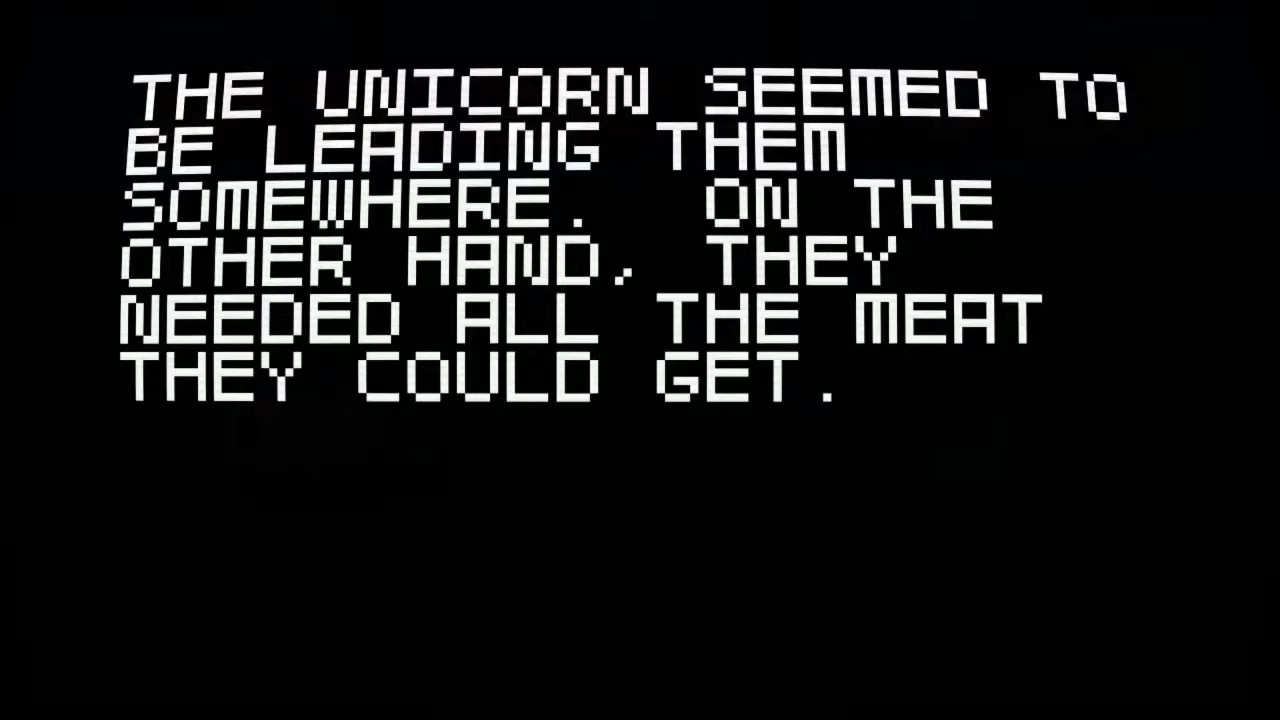 THE UNICORN SEEMED TO
BE LEADING THEM
SOMEWHERE.  ON THE
OTHER HAND, THEY
NEEDED ALL THE MEAT
THEY COULD GET.